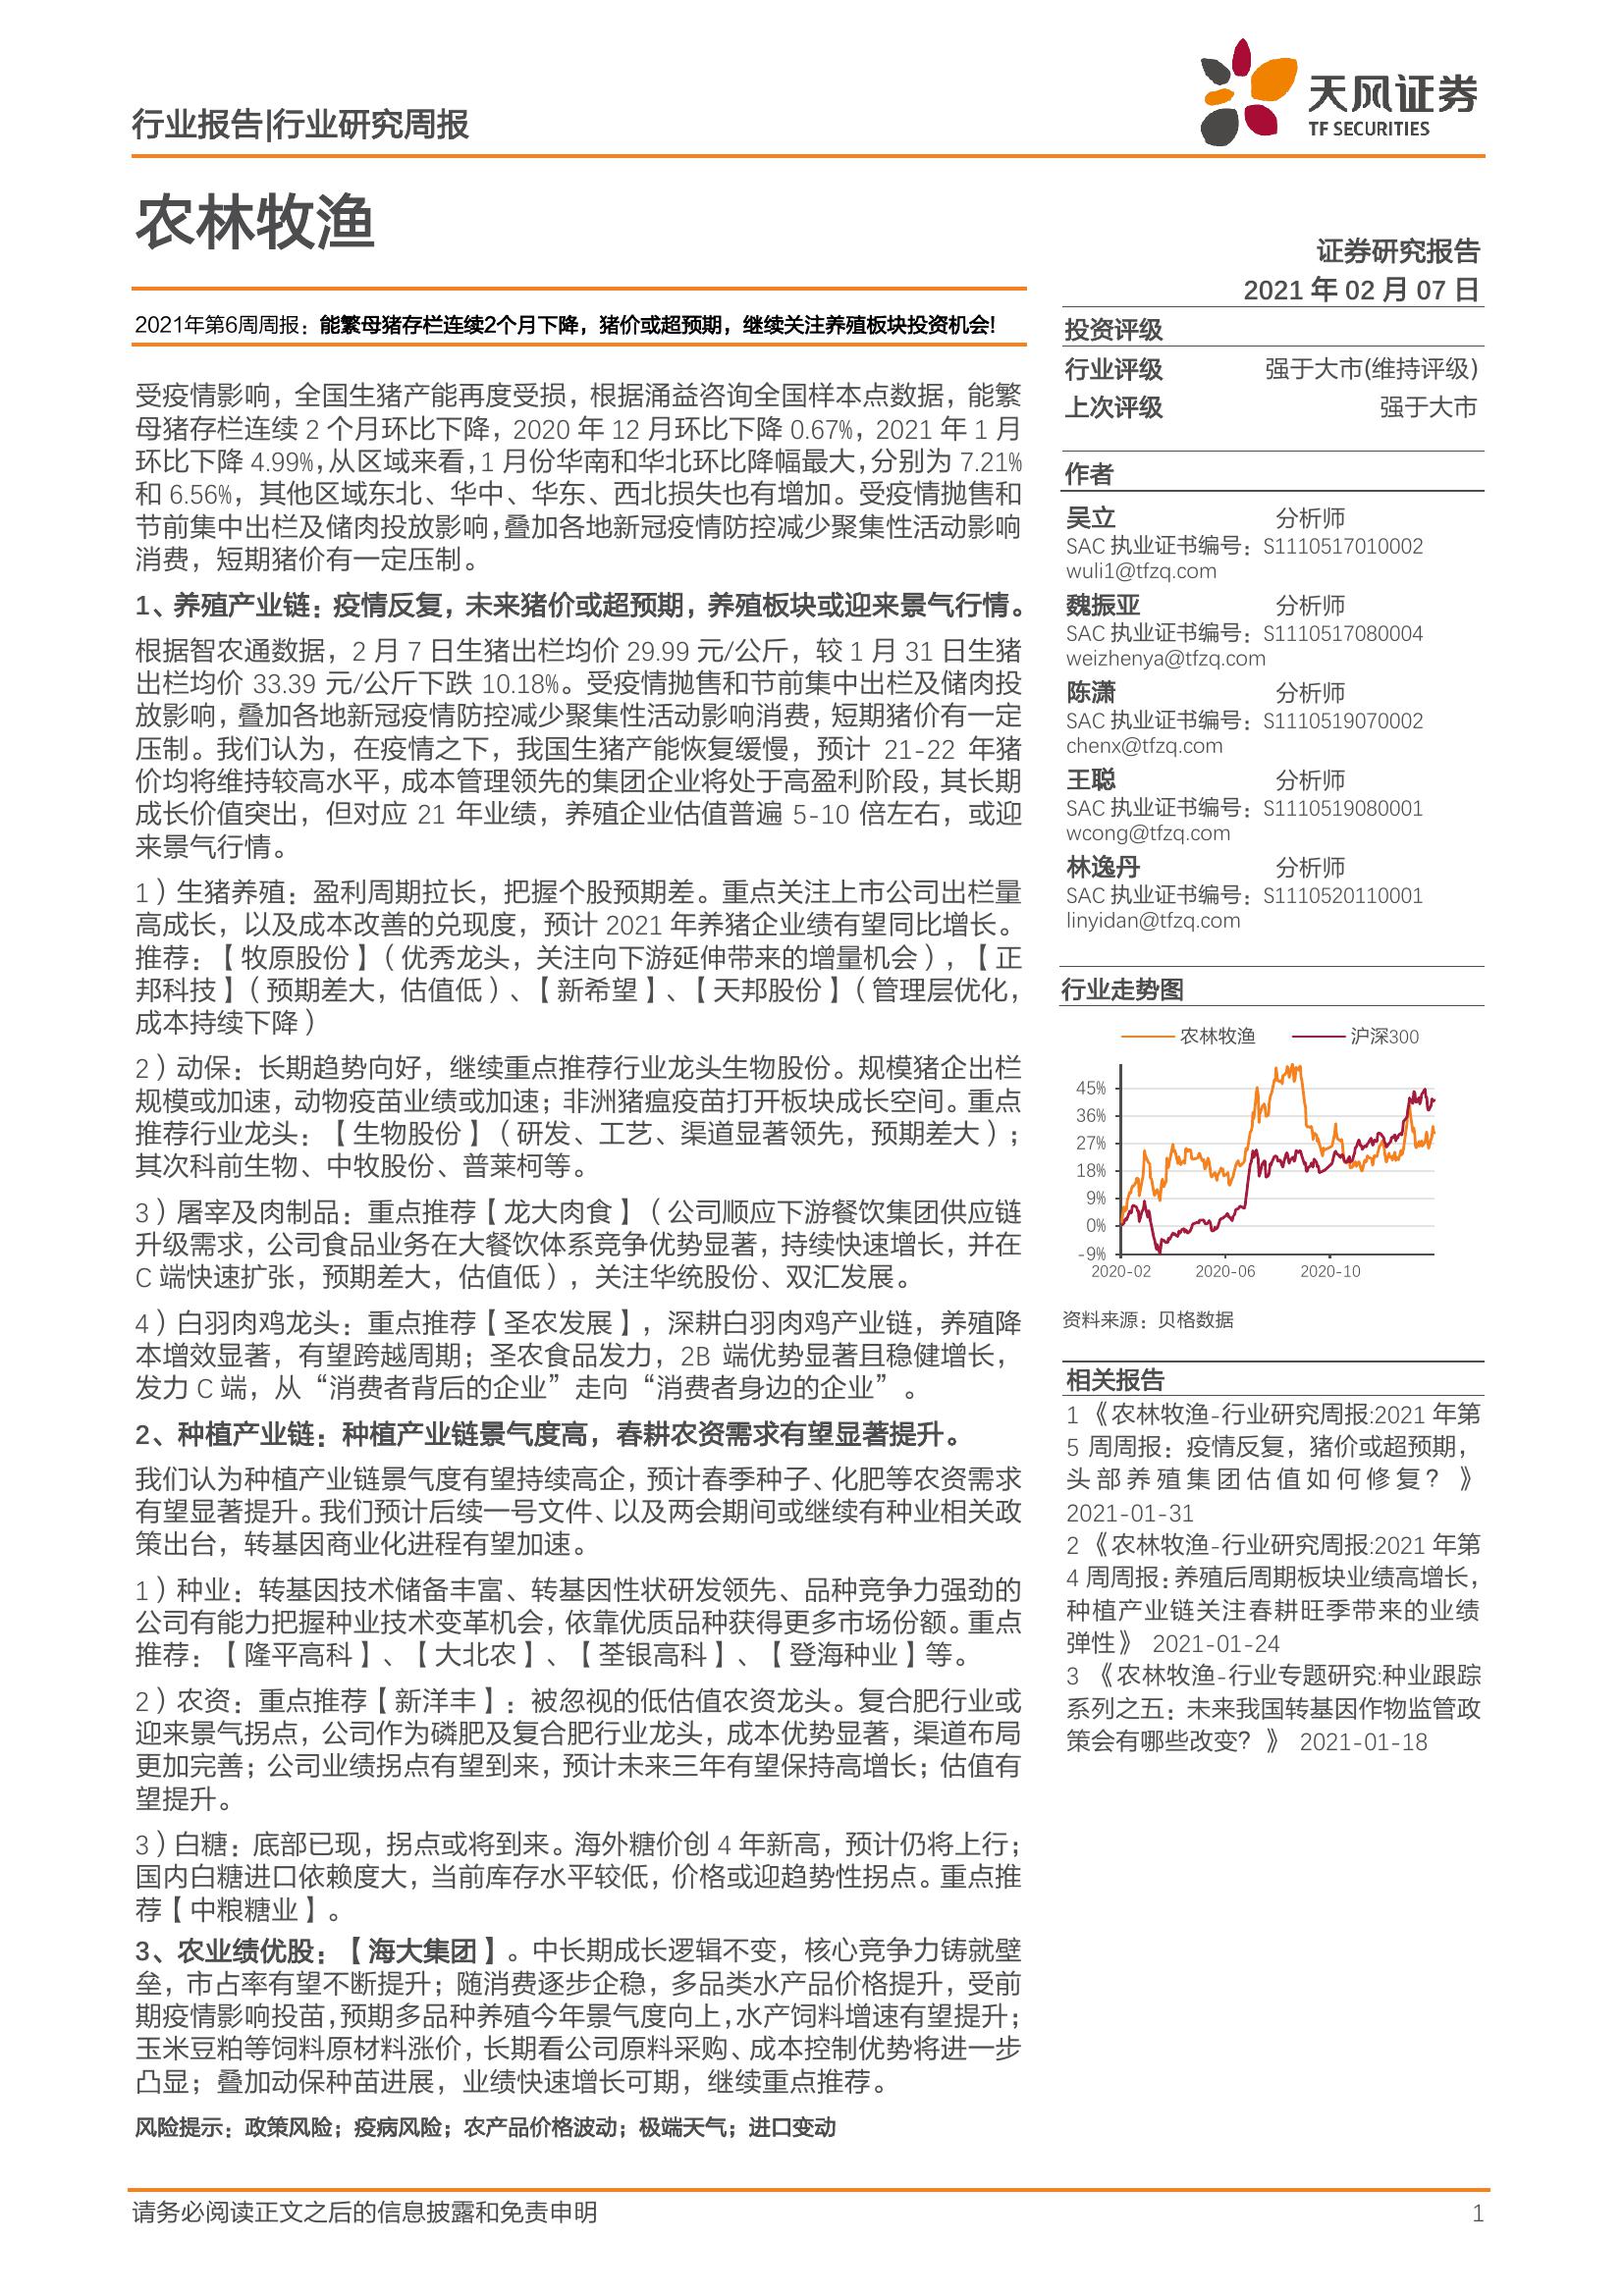 行业报告|行业研究周报
天风证券
TF SECURITIES
农林牧渔
证券研究报告
2021 年 02 月 07 日
2021年第6周周报：能繁母猪存栏连续2个月下降，猪价或超预期，继续关注养殖板块投资机会!
受疫情影响，全国生猪产能再度受损，根据涌益咨询全国样本点数据，能繁
母猪存栏连续 2 个月环比下降，2020 年 12 月环比下降 0.67%，2021 年 1 月
环比下降 4.99%，从区域来看，1 月份华南和华北环比降幅最大，分别为 7.21%
和 6.56%，其他区域东北、华中、华东、西北损失也有增加。受疫情抛售和
节前集中出栏及储肉投放影响，叠加各地新冠疫情防控减少聚集性活动影响
消费，短期猪价有一定压制。
1、养殖产业链：疫情反复，未来猪价或超预期，养殖板块或迎来景气行情。
根据智农通数据，2 月 7 日生猪出栏均价 29.99 元/公斤，较 1 月 31 日生猪
出栏均价 33.39 元/公斤下跌 10.18%。受疫情抛售和节前集中出栏及储肉投
放影响，叠加各地新冠疫情防控减少聚集性活动影响消费，短期猪价有一定
压制。我们认为，在疫情之下，我国生猪产能恢复缓慢，预计 21-22 年猪
价均将维持较高水平，成本管理领先的集团企业将处于高盈利阶段，其长期
成长价值突出，但对应 21 年业绩，养殖企业估值普遍 5-10 倍左右，或迎
来景气行情。
1）生猪养殖：盈利周期拉长，把握个股预期差。重点关注上市公司出栏量
高成长，以及成本改善的兑现度，预计 2021 年养猪企业绩有望同比增长。
推荐：【牧原股份】（优秀龙头，关注向下游延伸带来的增量机会），【正
邦科技】（预期差大，估值低）、【新希望】、【天邦股份】（管理层优化，
成本持续下降）
2）动保：长期趋势向好，继续重点推荐行业龙头生物股份。规模猪企出栏
规模或加速，动物疫苗业绩或加速；非洲猪瘟疫苗打开板块成长空间。重点
推荐行业龙头：【生物股份】（研发、工艺、渠道显著领先，预期差大）；
其次科前生物、中牧股份、普莱柯等。
3）屠宰及肉制品：重点推荐【龙大肉食】（公司顺应下游餐饮集团供应链
升级需求，公司食品业务在大餐饮体系竞争优势显著，持续快速增长，并在
C 端快速扩张，预期差大，估值低），关注华统股份、双汇发展。
4）白羽肉鸡龙头：重点推荐【圣农发展】，深耕白羽肉鸡产业链，养殖降
本增效显著，有望跨越周期；圣农食品发力，2B 端优势显著且稳健增长，
发力 C 端，从“消费者背后的企业”走向“消费者身边的企业”。
2、种植产业链：种植产业链景气度高，春耕农资需求有望显著提升。
我们认为种植产业链景气度有望持续高企，预计春季种子、化肥等农资需求
有望显著提升。我们预计后续一号文件、以及两会期间或继续有种业相关政
策出台，转基因商业化进程有望加速。
1）种业：转基因技术储备丰富、转基因性状研发领先、品种竞争力强劲的
公司有能力把握种业技术变革机会，依靠优质品种获得更多市场份额。重点
推荐：【隆平高科】、【大北农】、【荃银高科】、【登海种业】等。
2）农资：重点推荐【新洋丰】：被忽视的低估值农资龙头。复合肥行业或
迎来景气拐点，公司作为磷肥及复合肥行业龙头，成本优势显著，渠道布局
更加完善；公司业绩拐点有望到来，预计未来三年有望保持高增长；估值有
望提升。
3）白糖：底部已现，拐点或将到来。海外糖价创 4 年新高，预计仍将上行；
国内白糖进口依赖度大，当前库存水平较低，价格或迎趋势性拐点。重点推
荐【中粮糖业】。
3、农业绩优股：【海大集团】。中长期成长逻辑不变，核心竞争力铸就壁
垒，市占率有望不断提升；随消费逐步企稳，多品类水产品价格提升，受前
期疫情影响投苗，预期多品种养殖今年景气度向上，水产饲料增速有望提升；
玉米豆粕等饲料原材料涨价，长期看公司原料采购、成本控制优势将进一步
凸显；叠加动保种苗进展，业绩快速增长可期，继续重点推荐。
风险提示：政策风险；疫病风险；农产品价格波动；极端天气；进口变动
投资评级
行业评级 强于大市(维持评级)
上次评级 强于大市
作者
吴立 分析师
SAC 执业证书编号：S1110517010002
wuli1@tfzq.com
魏振亚 分析师
SAC 执业证书编号：S1110517080004
weizhenya@tfzq.com
陈潇 分析师
SAC 执业证书编号：S1110519070002
chenx@tfzq.com
王聪 分析师
SAC 执业证书编号：S1110519080001
wcong@tfzq.com
林逸丹 分析师
SAC 执业证书编号：S1110520110001
linyidan@tfzq.com
行业走势图
农林牧渔 沪深300
45%
36%
27%
18%
9%
0%
-9%
2020-02 2020-06 2020-10
资料来源：贝格数据
相关报告
1 《农林牧渔-行业研究周报:2021 年第
5 周周报：疫情反复，猪价或超预期，
头部养殖集团估值如何修复？》
2021-01-31
2 《农林牧渔-行业研究周报:2021 年第
4 周周报:养殖后周期板块业绩高增长，
种植产业链关注春耕旺季带来的业绩
弹性》 2021-01-24
3 《农林牧渔-行业专题研究:种业跟踪
系列之五：未来我国转基因作物监管政
策会有哪些改变？》 2021-01-18
请务必阅读正文之后的信息披露和免责申明 1